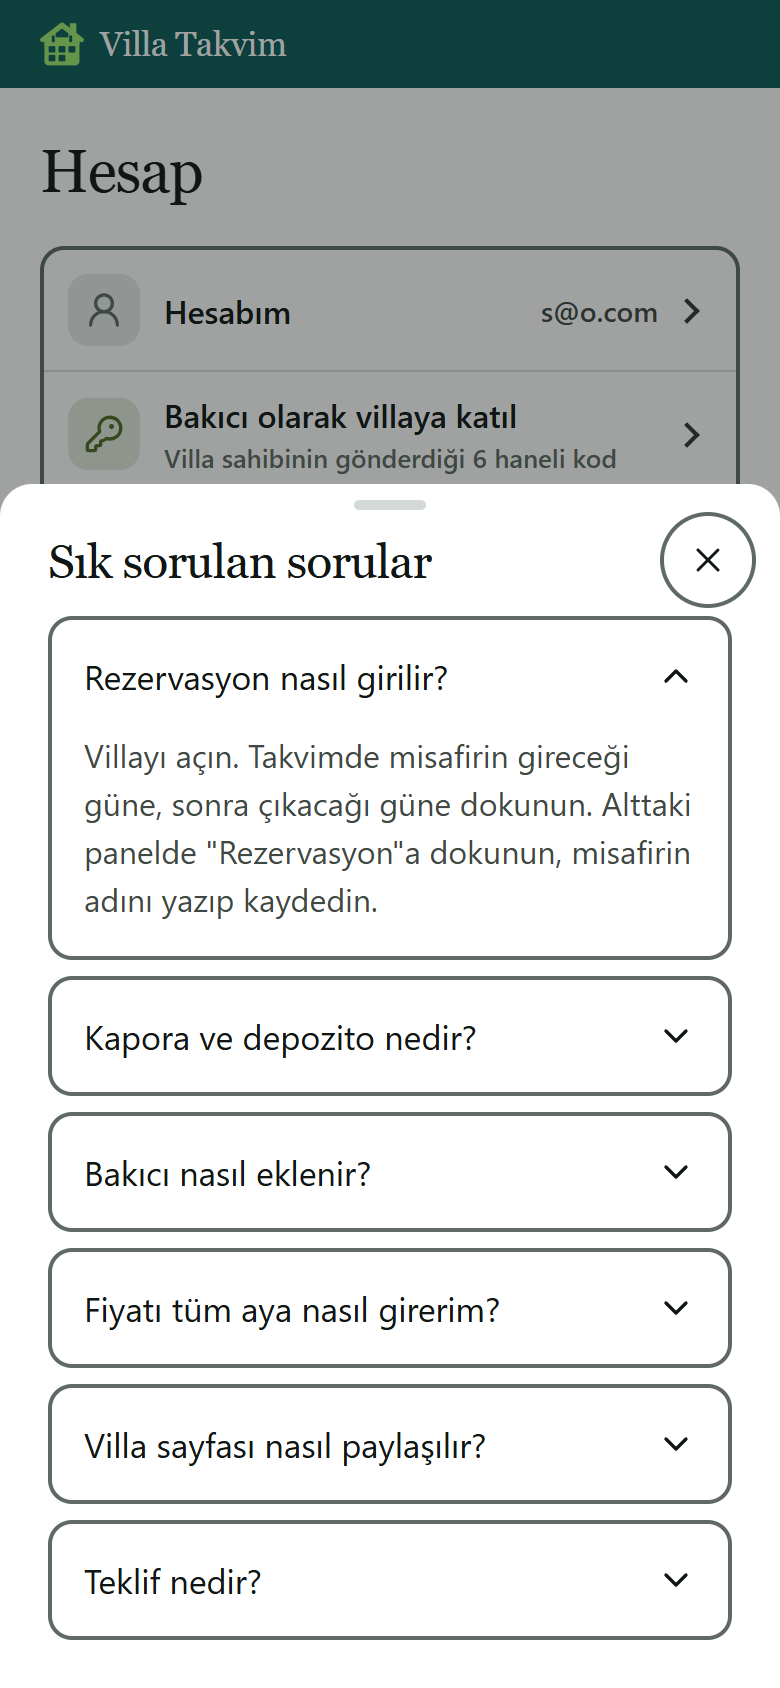 Villa Takvim
Hesap
Hesabım
s@o.com
Bakıcı olarak villaya katıl
Villa sahibinin gönderdiği 6 haneli kod
Sık sorulan sorular
Rezervasyon nasıl girilir?
Villayı açın. Takvimde misafirin gireceği
güne, sonra çıkacağı güne dokunun. Alttaki
panelde "Rezervasyon"a dokunun, misafirin
adını yazıp kaydedin.
Kapora ve depozito nedir?
Bakıcı nasıl eklenir?
Fiyatı tüm aya nasıl girerim?
Villa sayfası nasıl paylaşılır?
Teklif nedir?